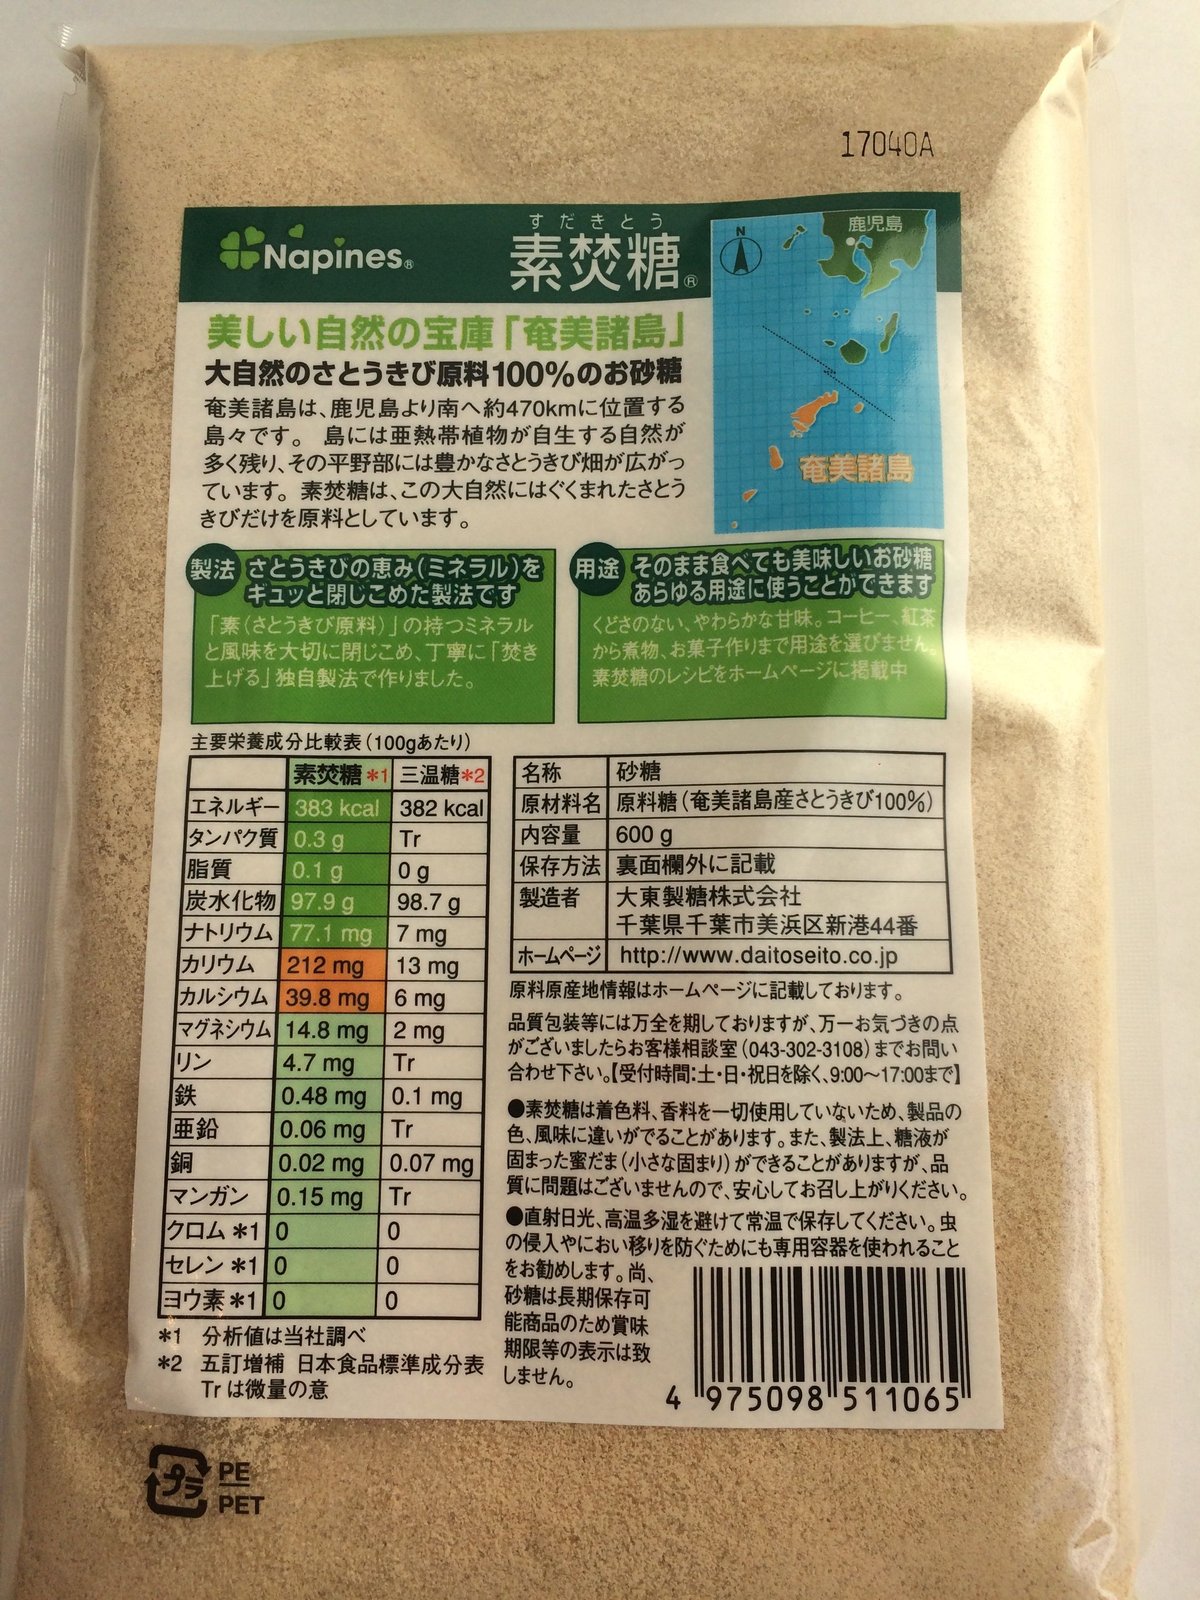 17040A
Napines®
すだきとう
素焚糖®
N
鹿児島
奄美諸島
美しい自然の宝庫「奄美諸島」
大自然のさとうきび原料100%のお砂糖
奄美諸島は、鹿児島より南へ約470kmに位置する
島々です。 島には亜熱帯植物が自生する自然が
多く残り、その平野部には豊かなさとうきび畑が広がっ
ています。素焚糖は、この大自然にはぐくまれたさとう
きびだけを原料としています。
製法 さとうきびの恵み(ミネラル)を
ギュッと閉じこめた製法です
「素(さとうきび原料)」の持つミネラル
と風味を大切に閉じこめ、丁寧に「焚き
上げる」独自製法で作りました。
用途 そのまま食べても美味しいお砂糖
あらゆる用途に使うことができます
くどさのない、やわらかな甘味。コーヒー、紅茶
から煮物、お菓子作りまで用途を選びません。
素焚糖のレシピをホームページに掲載中
主要栄養成分比較表(100gあたり)
素焚糖*1 三温糖*2
エネルギー 383 kcal 382 kcal
タンパク質 0.3 g Tr
脂質 0.1 g 0 g
炭水化物 97.9 g 98.7 g
ナトリウム 77.1 mg 7 mg
カリウム 212 mg 13 mg
カルシウム 39.8 mg 6 mg
マグネシウム 14.8 mg 2 mg
リン 4.7 mg Tr
鉄 0.48 mg 0.1 mg
亜鉛 0.06 mg Tr
銅 0.02 mg 0.07 mg
マンガン 0.15 mg Tr
クロム*1 0 0
セレン*1 0 0
ヨウ素*1 0 0
*1 分析値は当社調べ
*2 五訂増補 日本食品標準成分表
Trは微量の意
名称 砂糖
原材料名 原料糖(奄美諸島産さとうきび100%)
内容量 600 g
保存方法 裏面欄外に記載
製造者 大東製糖株式会社
千葉県千葉市美浜区新港44番
ホームページ http://www.daitoseito.co.jp
原料原産地情報はホームページに記載しております。
品質包装等には万全を期しておりますが、万一お気づきの点
がございましたらお客様相談室(043-302-3108)までお問い
合わせ下さい。【受付時間:土・日・祝日を除く、9:00〜17:00まで】
●素焚糖は着色料、香料を一切使用していないため、製品の
色、風味に違いがでることがあります。また、製法上、糖液が
固まった蜜だま(小さな固まり)ができることがありますが、品
質に問題はございませんので、安心してお召し上がりください。
●直射日光、高温多湿を避けて常温で保存してください。虫
の侵入やにおい移りを防ぐためにも専用容器を使われること
をお勧めします。尚、
砂糖は長期保存可
能商品のため賞味
期限等の表示は致
しません。
4 975098 511065
プラ
PE
PET